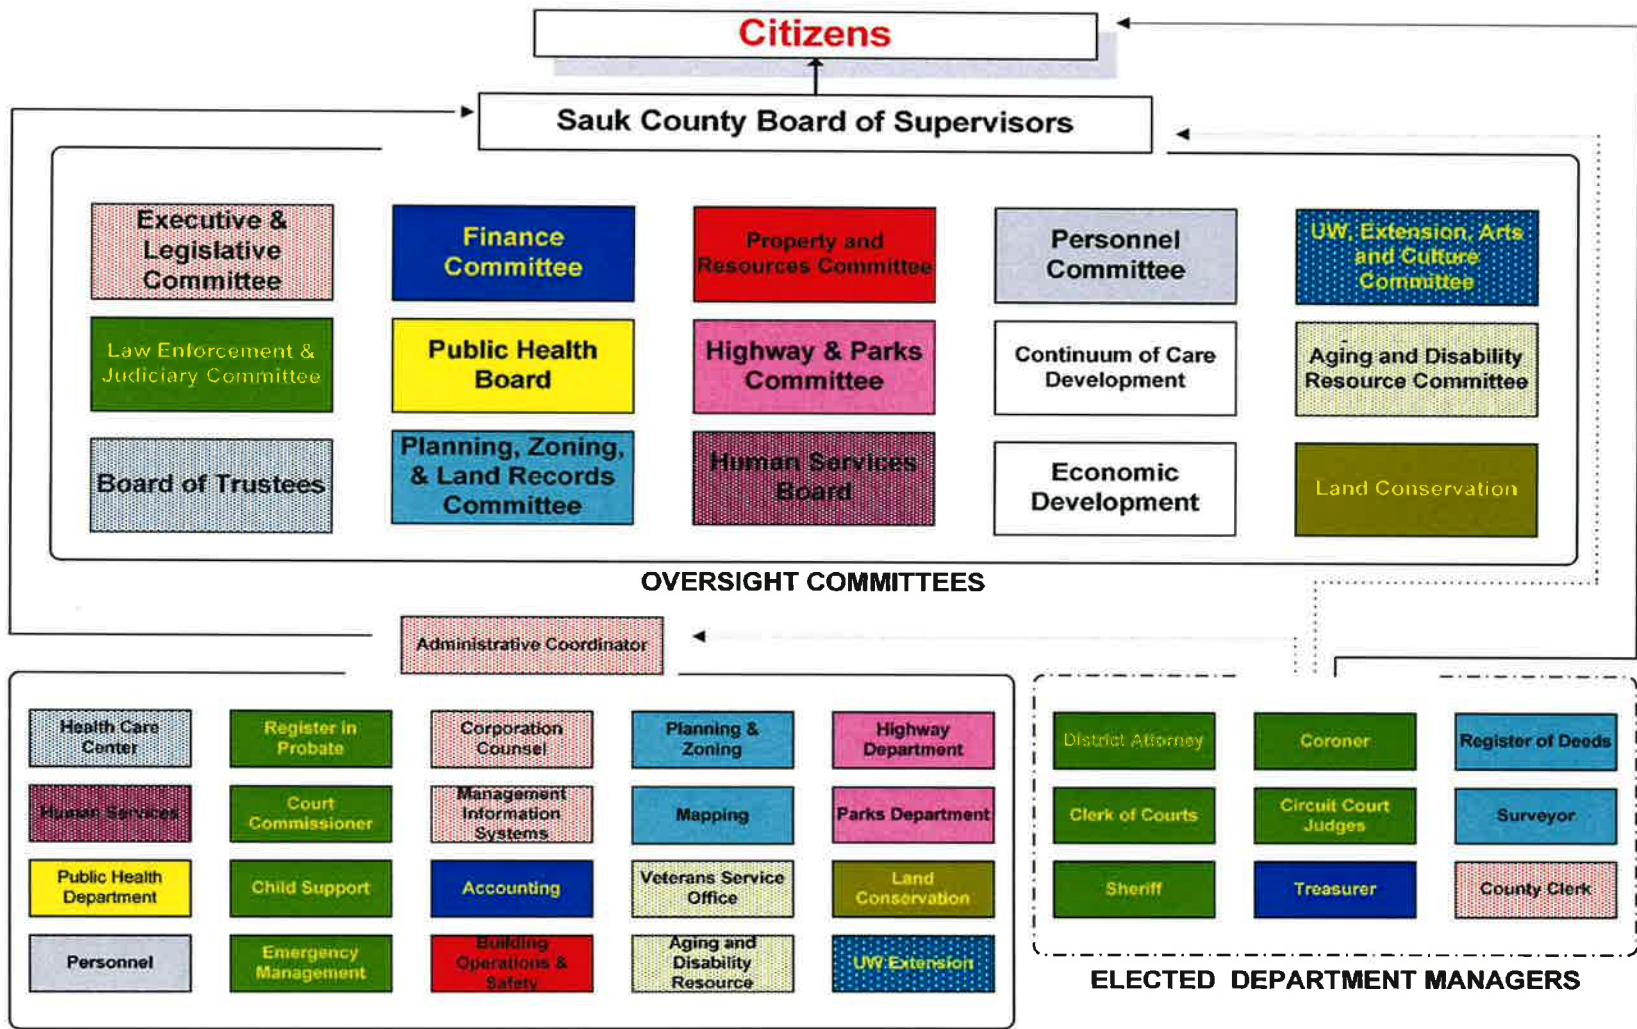 Citizens
Sauk County Board of Supervisors
Executive &
Legislative
Committee
Finance
Committee
Property and
Resources Committee
Personnel
Committee
UW, Extension, Arts
and Culture
Committee
Law Enforcement &
Judiciary Committee
Public Health
Board
Highway & Parks
Committee
Continuum of Care
Development
Aging and Disability
Resource Committee
Board of Trustees
Planning, Zoning,
& Land Records
Committee
Human Services
Board
Economic
Development
Land Conservation
OVERSIGHT COMMITTEES
Administrative Coordinator
Health Care
Center
Register in
Probate
Corporation
Counsel
Planning &
Zoning
Highway
Department
Human Services
Court
Commissioner
Management
Information
Systems
Mapping
Parks Department
Public Health
Department
Child Support
Accounting
Veterans Service
Office
Land
Conservation
Personnel
Emergency
Management
Building
Operations &
Safety
Aging and
Disability
Resource
UW Extension
District Attorney
Coroner
Register of Deeds
Clerk of Courts
Circuit Court
Judges
Surveyor
Sheriff
Treasurer
County Clerk
ELECTED DEPARTMENT MANAGERS